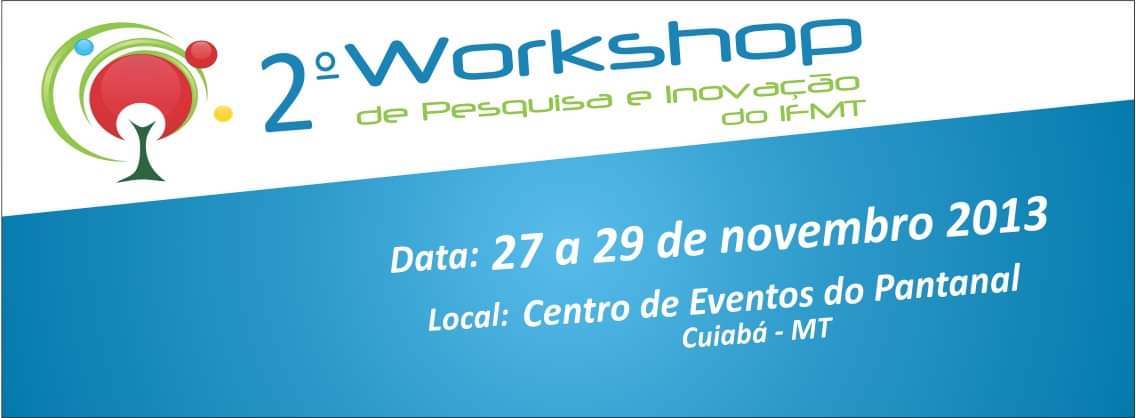 2º Workshop
de Pesquisa e Inovação
do IFMT
Data: 27 a 29 de novembro 2013
Local: Centro de Eventos do Pantanal
Cuiabá - MT